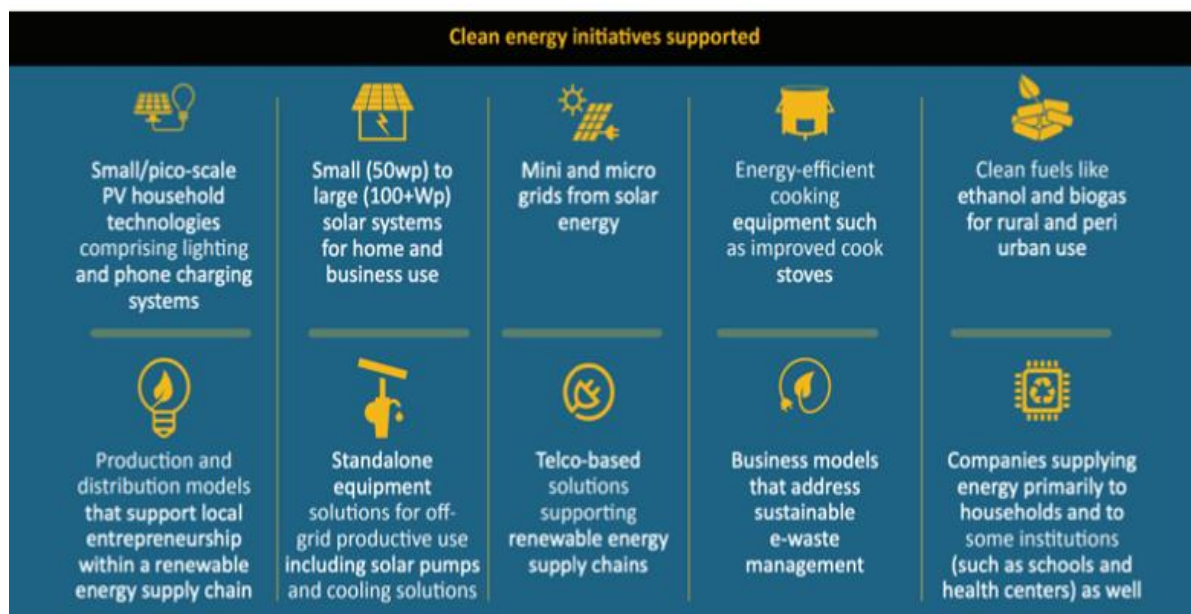 Clean energy initiatives supported
Small/pico-scale
PV household
technologies
comprising lighting
and phone charging
systems
Small (50wp) to
large (100+Wp)
solar systems
for home and
business use
Mini and micro
grids from solar
energy
Energy-efficient
cooking
equipment such
as improved cook
stoves
Clean fuels like
ethanol and biogas
for rural and peri
urban use
Production and
distribution models
that support local
entrepreneurship
within a renewable
energy supply chain
Standalone
equipment
solutions for off-
grid productive use
including solar pumps
and cooling solutions
Telco-based
solutions
supporting
renewable energy
supply chains
Business models
that address
sustainable
e-waste
management
Companies supplying
energy primarily to
households and to
some institutions
(such as schools and
health centers) as well